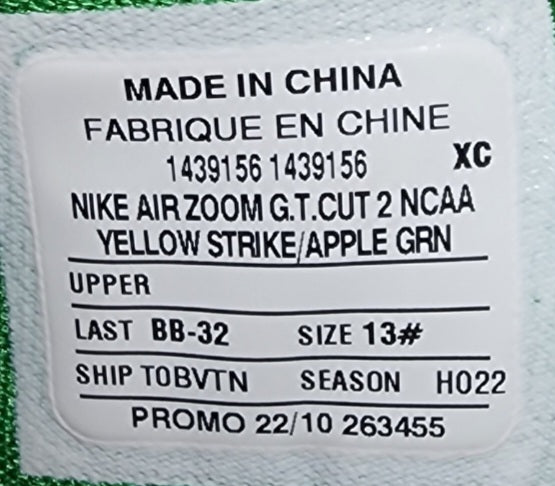 MADE IN CHINA
FABRIQUE EN CHINE
1439156 1439156 XC
NIKE AIR ZOOM G.T.CUT 2 NCAA
YELLOW STRIKE/APPLE GRN
UPPER
LAST BB-32 SIZE 13#
SHIP TOBVTN SEASON HO22
PROMO 22/10 263455